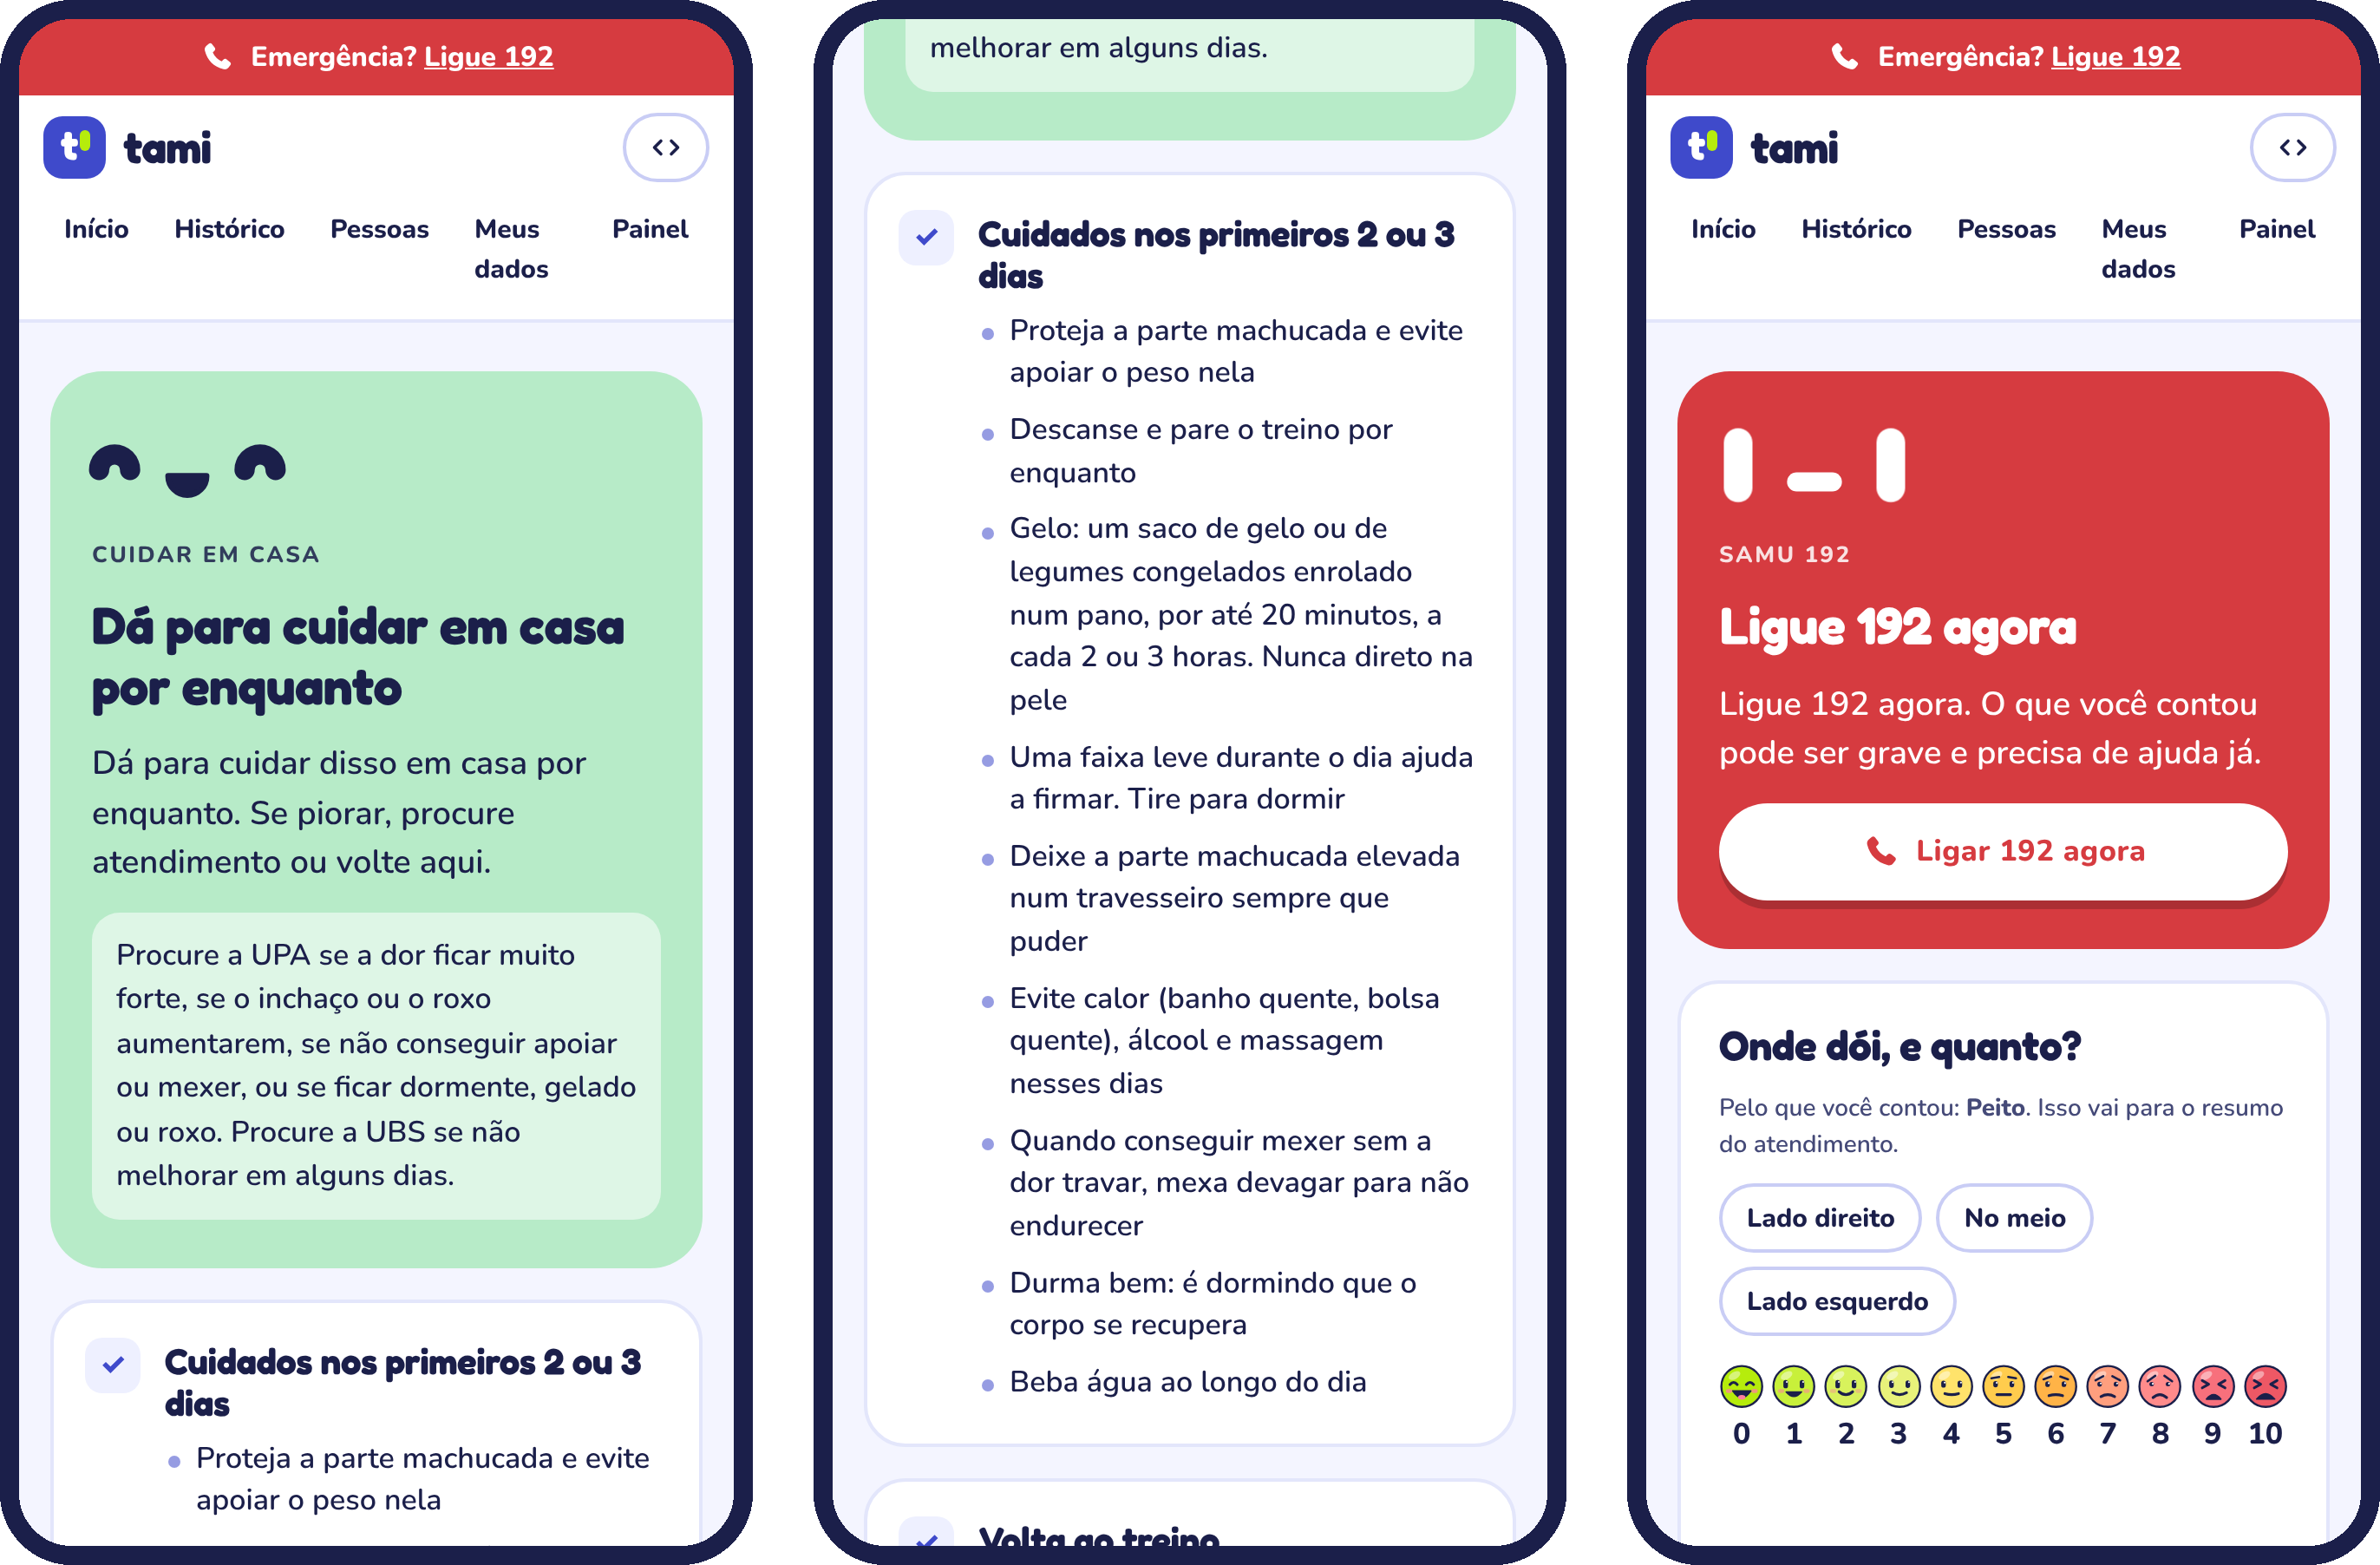 Emergência? Ligue 192
tami
Início Histórico Pessoas Meus dados Painel
CUIDAR EM CASA
Dá para cuidar em casa
por enquanto
Dá para cuidar disso em casa por
enquanto. Se piorar, procure
atendimento ou volte aqui.
Procure a UPA se a dor ficar muito
forte, se o inchaço ou o roxo
aumentarem, se não conseguir apoiar
ou mexer, ou se ficar dormente, gelado
ou roxo. Procure a UBS se não
melhorar em alguns dias.
Cuidados nos primeiros 2 ou 3
dias
Proteja a parte machucada e evite
apoiar o peso nela
melhorar em alguns dias.
Cuidados nos primeiros 2 ou 3
dias
Proteja a parte machucada e evite
apoiar o peso nela
Descanse e pare o treino por
enquanto
Gelo: um saco de gelo ou de
legumes congelados enrolado
num pano, por até 20 minutos, a
cada 2 ou 3 horas. Nunca direto na
pele
Uma faixa leve durante o dia ajuda
a firmar. Tire para dormir
Deixe a parte machucada elevada
num travesseiro sempre que
puder
Evite calor (banho quente, bolsa
quente), álcool e massagem
nesses dias
Quando conseguir mexer sem a
dor travar, mexa devagar para não
endurecer
Durma bem: é dormindo que o
corpo se recupera
Beba água ao longo do dia
Volta ao treino
Emergência? Ligue 192
tami
Início Histórico Pessoas Meus dados Painel
SAMU 192
Ligue 192 agora
Ligue 192 agora. O que você contou
pode ser grave e precisa de ajuda já.
Ligar 192 agora
Onde dói, e quanto?
Pelo que você contou: Peito. Isso vai para o resumo
do atendimento.
Lado direito No meio
Lado esquerdo
0 1 2 3 4 5 6 7 8 9 10